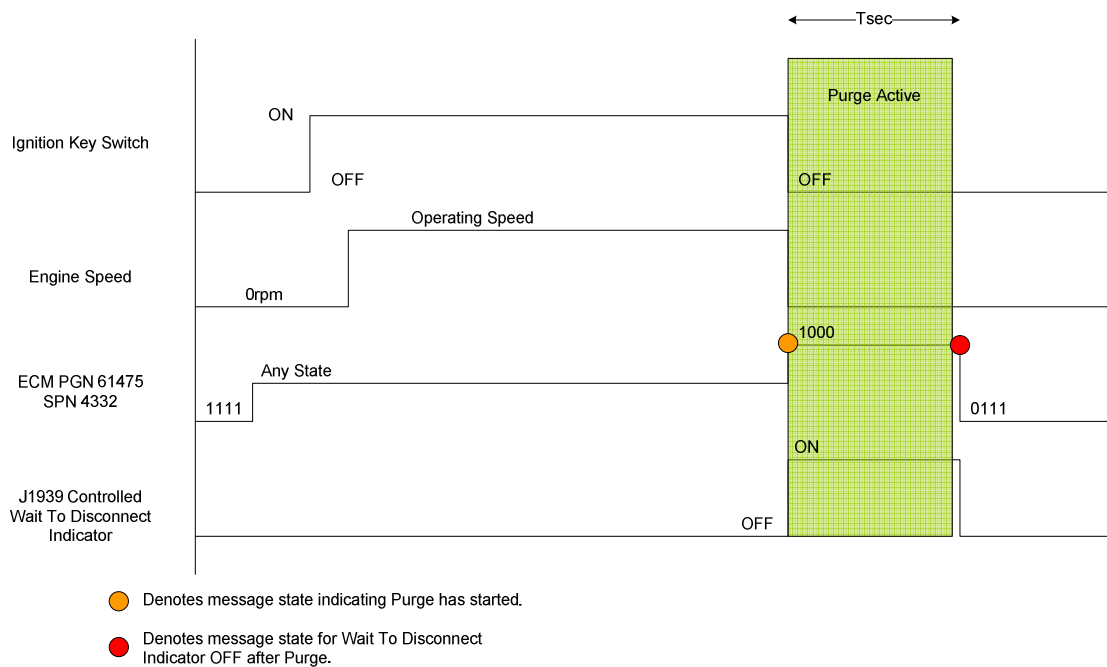 Tsec
Purge Active
Ignition Key Switch
ON
OFF
OFF
Engine Speed
Operating Speed
0rpm
ECM PGN 61475
SPN 4332
1111
Any State
1000
0111
J1939 Controlled
Wait To Disconnect
Indicator
ON
OFF
Denotes message state indicating Purge has started.
Denotes message state for Wait To Disconnect
Indicator OFF after Purge.